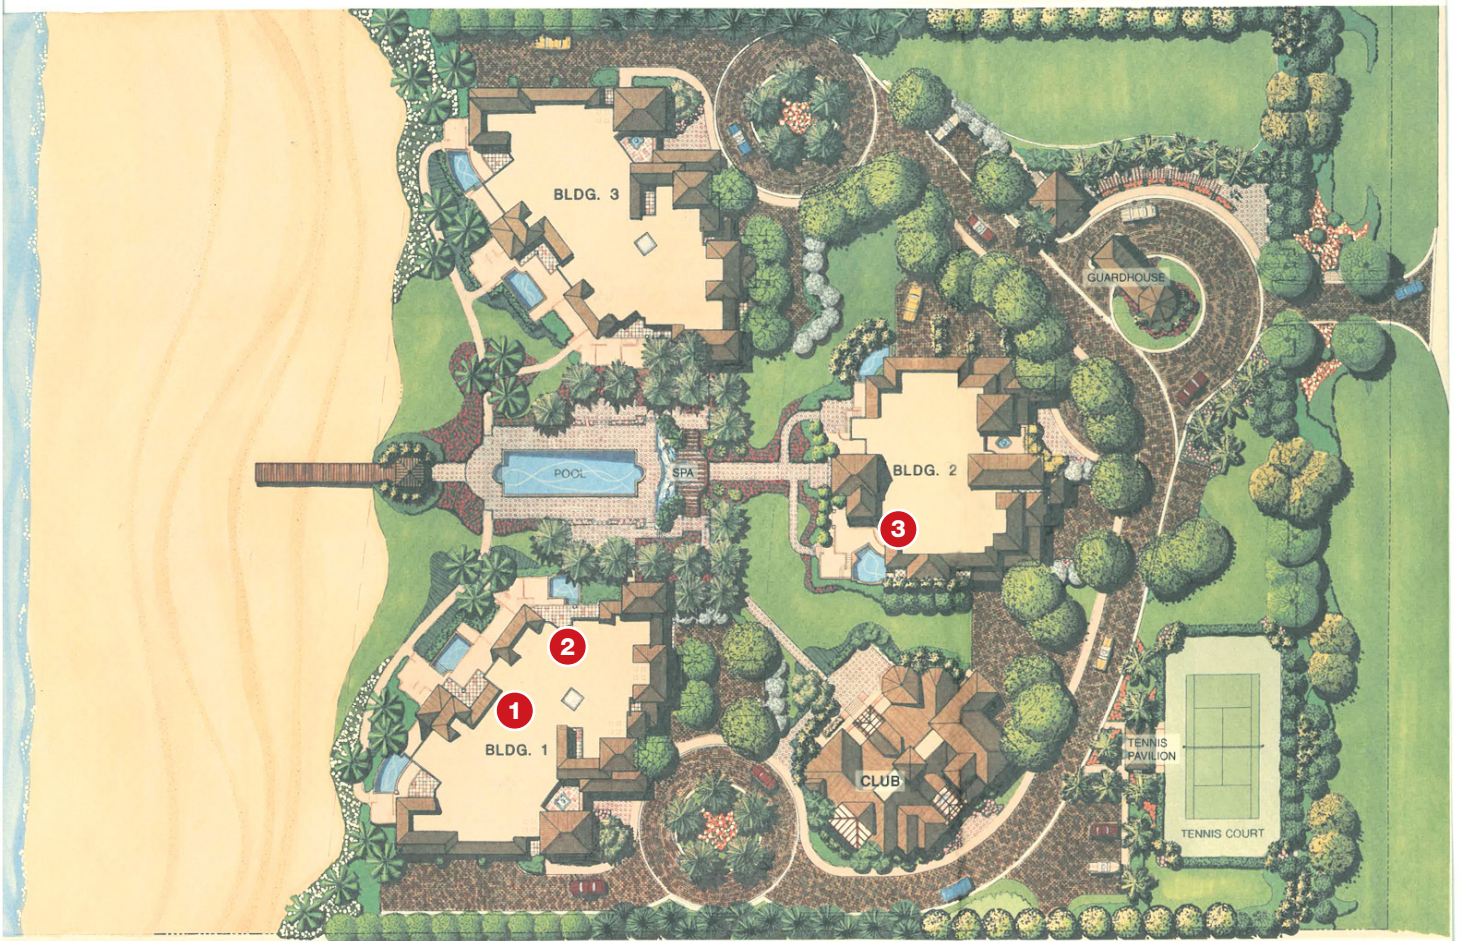 BLDG. 3
GUARDHOUSE
POOL
SPA
BLDG. 2
3
2
1
BLDG. 1
CLUB
TENNIS
PAVILION
TENNIS COURT